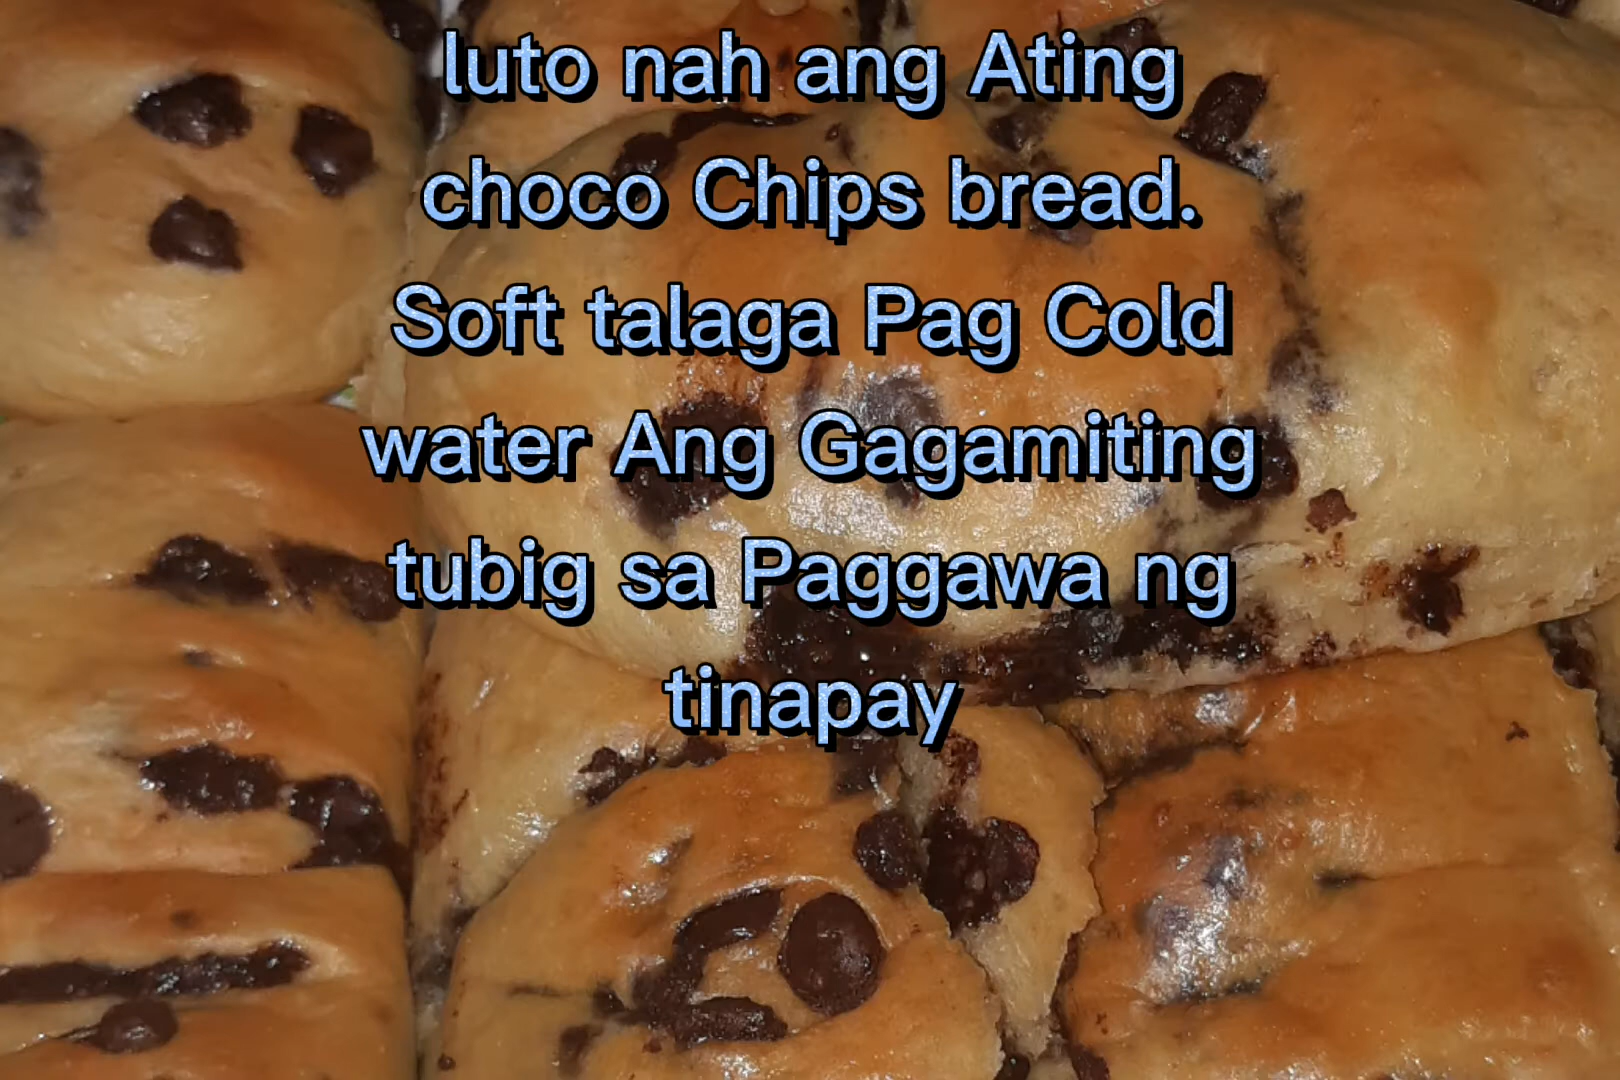 luto nah ang Ating
choco Chips bread.
Soft talaga Pag Cold
water Ang Gagamiting
tubig sa Paggawa ng
tinapay